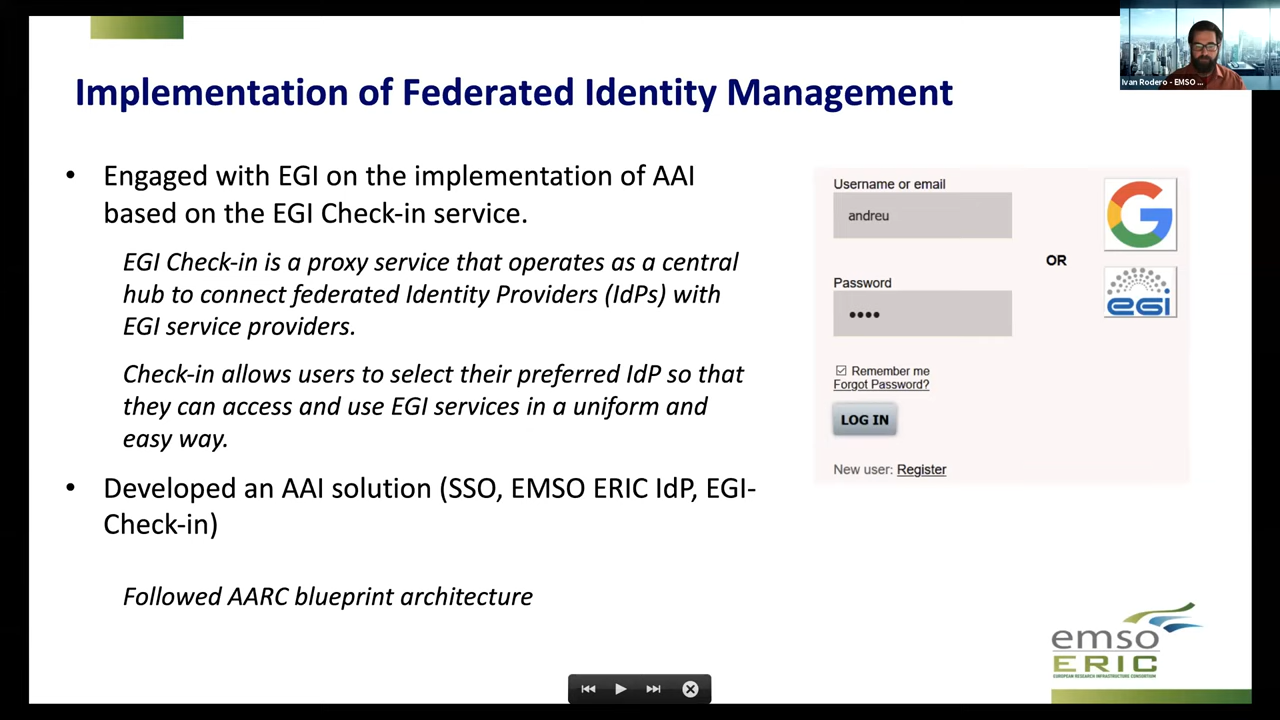 Implementation of Federated Identity Management
Ivan Rodero - EMSO ...
• Engaged with EGI on the implementation of AAI
based on the EGI Check-in service.
EGI Check-in is a proxy service that operates as a central
hub to connect federated Identity Providers (IdPs) with
EGI service providers.
Check-in allows users to select their preferred IdP so that
they can access and use EGI services in a uniform and
easy way.
• Developed an AAI solution (SSO, EMSO ERIC IdP, EGI-
Check-in)
Followed AARC blueprint architecture
Username or email
andreu
OR
G
egi
Password
••••
Remember me
Forgot Password?
LOG IN
New user: Register
emso
ERIC
EUROPEAN RESEARCH INFRASTRUCTURE CONSORTIUM